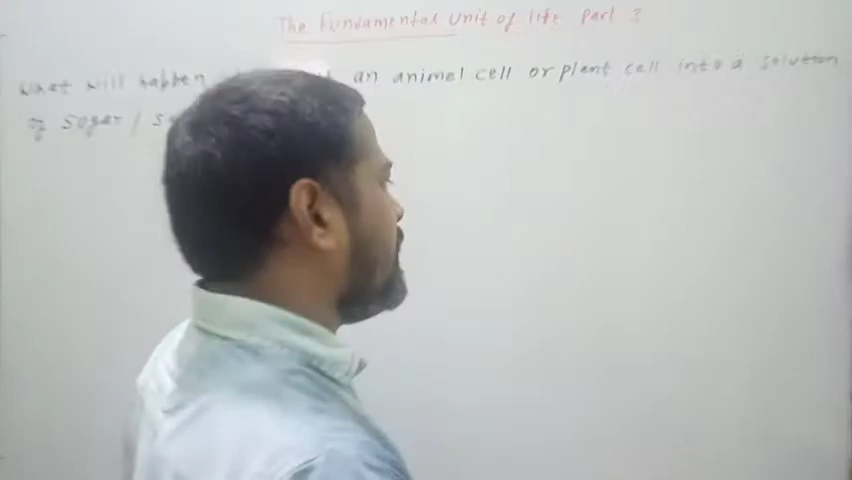 The Fundamental Unit of life Part 3
What will happen an animal cell or plant cell into a solution
of sugar /